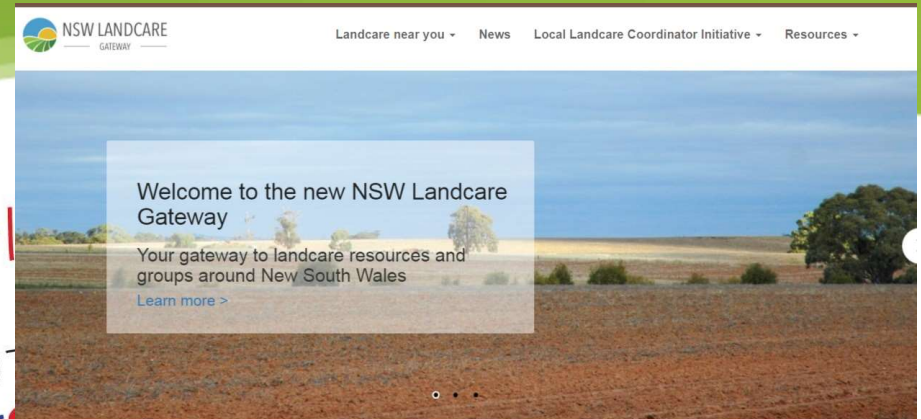 NSW LANDCARE
GATEWAY
Landcare near you
News
Local Landcare Coordinator Initiative
Resources
Welcome to the new NSW Landcare
Gateway
Your gateway to landcare resources and
groups around New South Wales
Learn more >